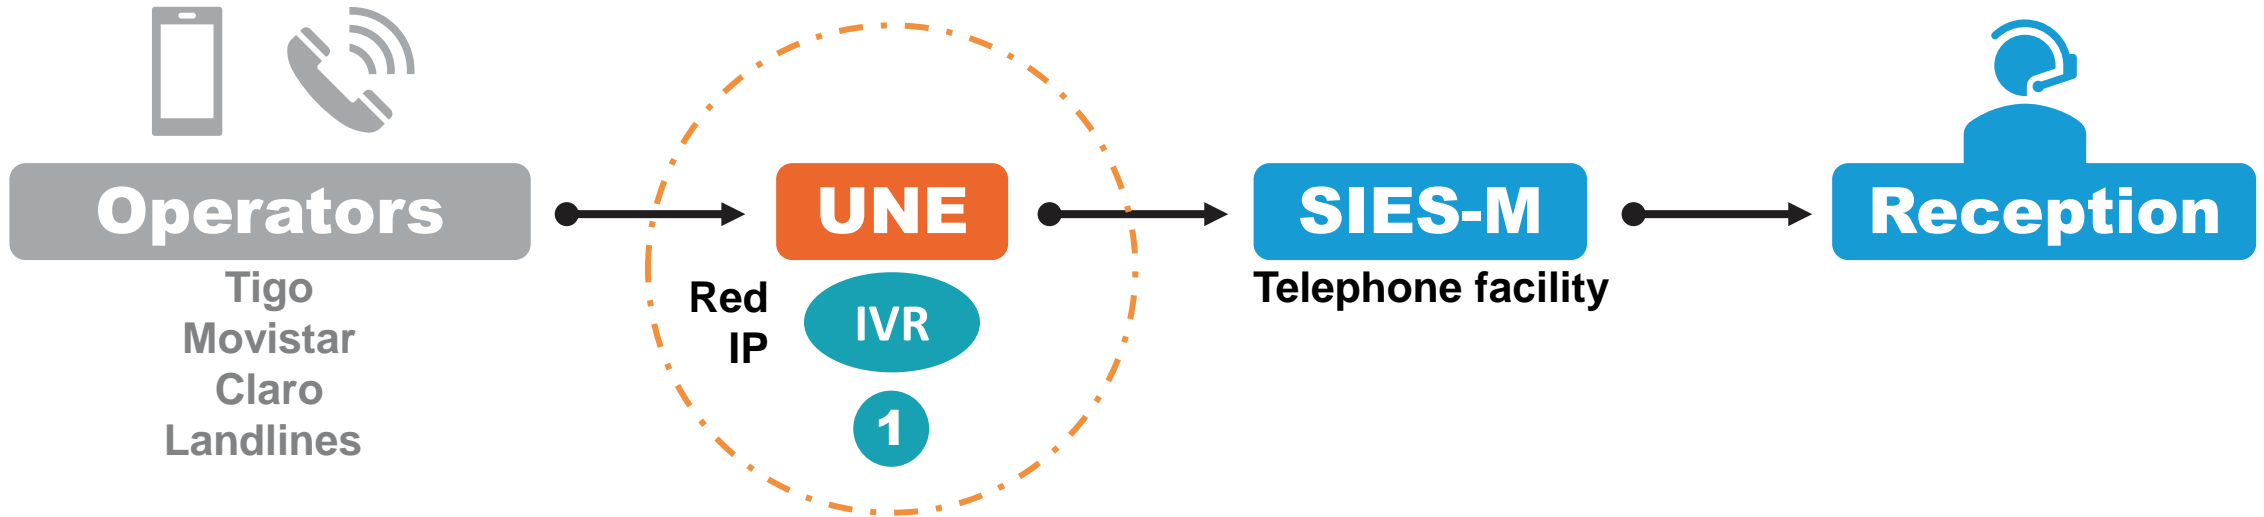 Operators
Tigo
Movistar
Claro
Landlines
UNE
Red
IP
IVR
1
SIES-M
Telephone facility
Reception